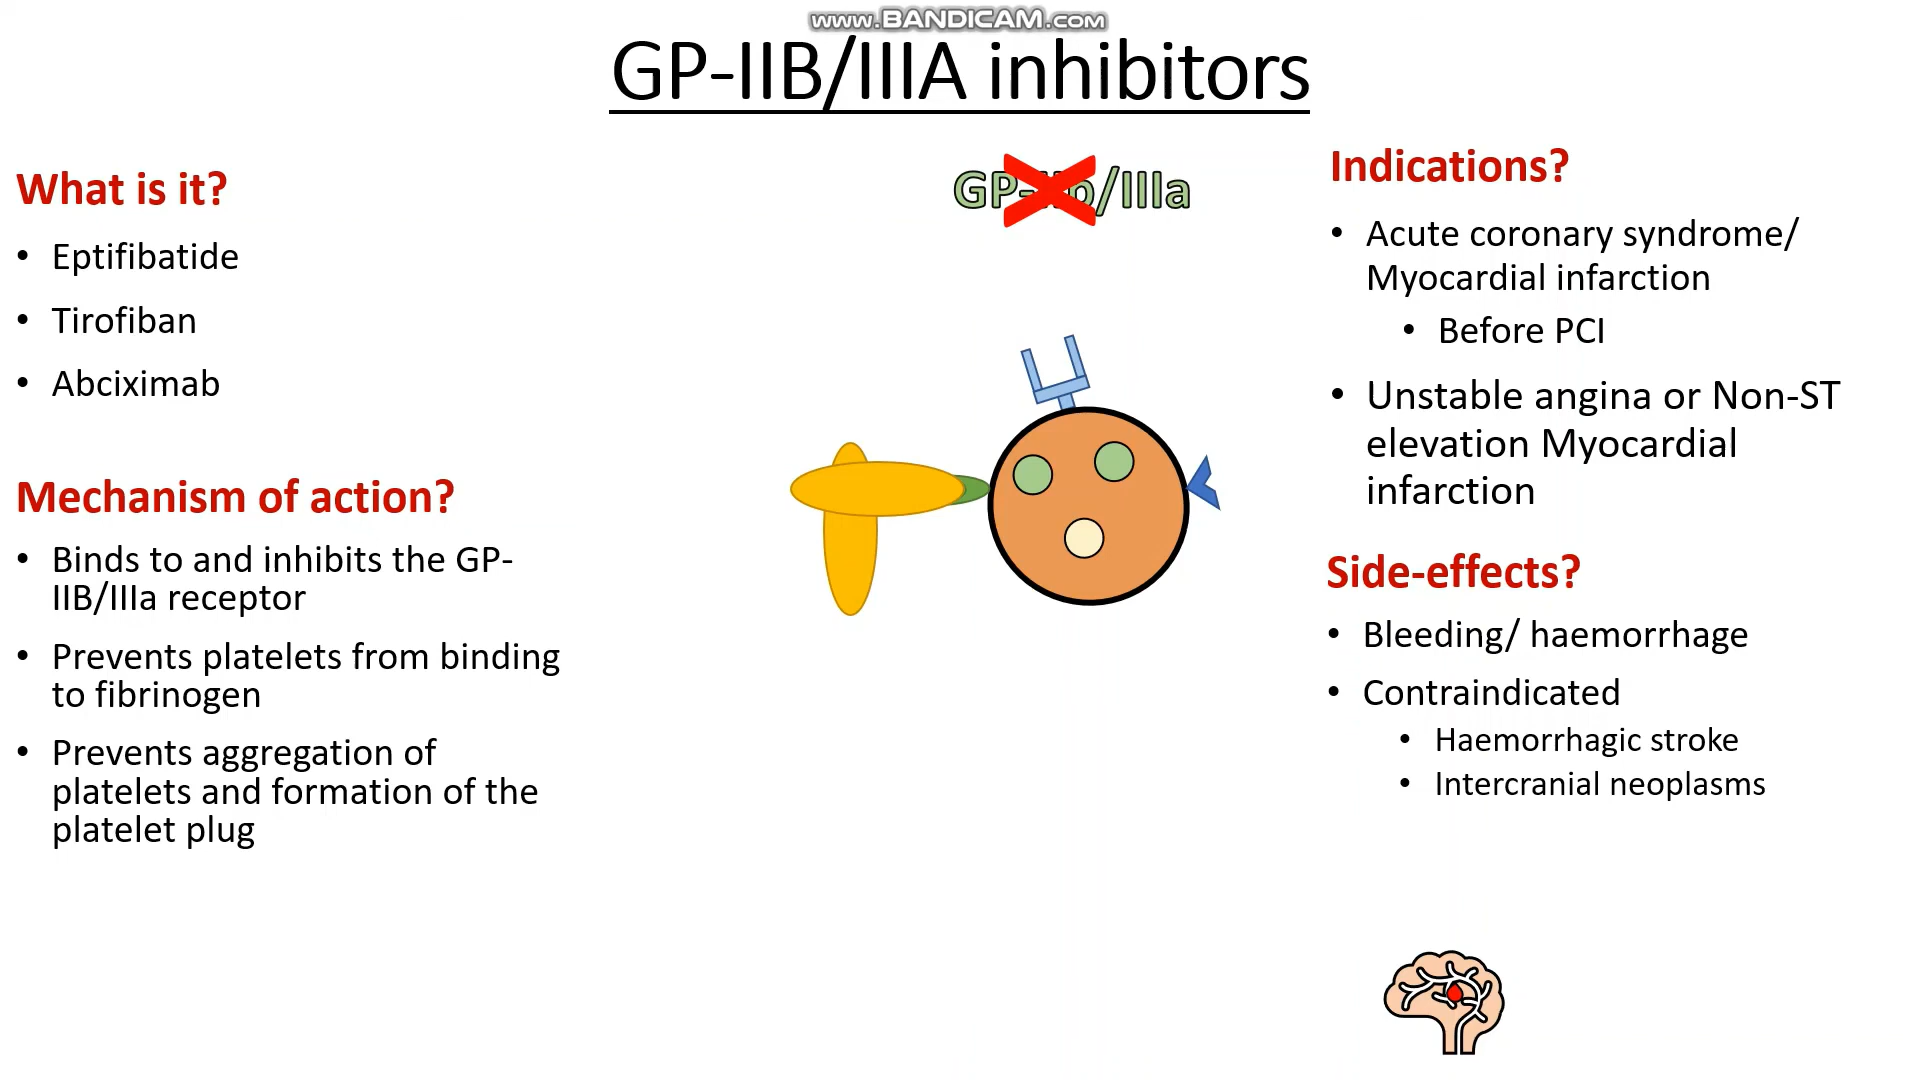 www.BANDICAM.com
GP-IIB/IIIA inhibitors
What is it?
• Eptifibatide
• Tirofiban
• Abciximab
Mechanism of action?
• Binds to and inhibits the GP-
IIB/IIIa receptor
• Prevents platelets from binding
to fibrinogen
• Prevents aggregation of
platelets and formation of the
platelet plug
GP-IIb/IIIa
Indications?
• Acute coronary syndrome/
Myocardial infarction
• Before PCI
• Unstable angina or Non-ST
elevation Myocardial
infarction
Side-effects?
• Bleeding/ haemorrhage
• Contraindicated
• Haemorrhagic stroke
• Intercranial neoplasms